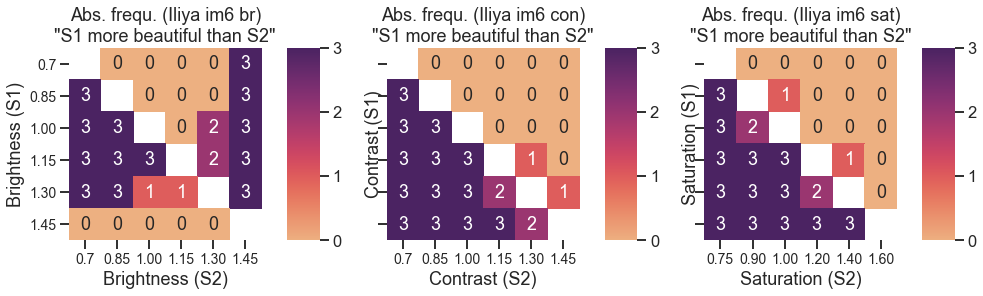 Abs. frequ. (Iliya im6 br)
"S1 more beautiful than S2"
Brightness (S1)
0.7 0 0 0 0 3
0.85 3 0 0 0 3
1.00 3 3 0 2 3
1.15 3 3 3 2 3
1.30 3 3 1 1 3
1.45 0 0 0 0 0
0.7 0.85 1.00 1.15 1.30 1.45
Brightness (S2)
3
2
1
0
Abs. frequ. (Iliya im6 con)
"S1 more beautiful than S2"
Contrast (S1)
0 0 0 0 0
3 0 0 0 0
3 3 0 0 0
3 3 3 1 0
3 3 3 2 1
3 3 3 3 2
0.7 0.85 1.00 1.15 1.30 1.45
Contrast (S2)
3
2
1
0
Abs. frequ. (Iliya im6 sat)
"S1 more beautiful than S2"
Saturation (S1)
0 0 0 0 0
3 1 0 0 0
3 2 0 0 0
3 3 3 1 0
3 3 3 2 0
3 3 3 3 3
0.75 0.90 1.00 1.20 1.40 1.60
Saturation (S2)
3
2
1
0